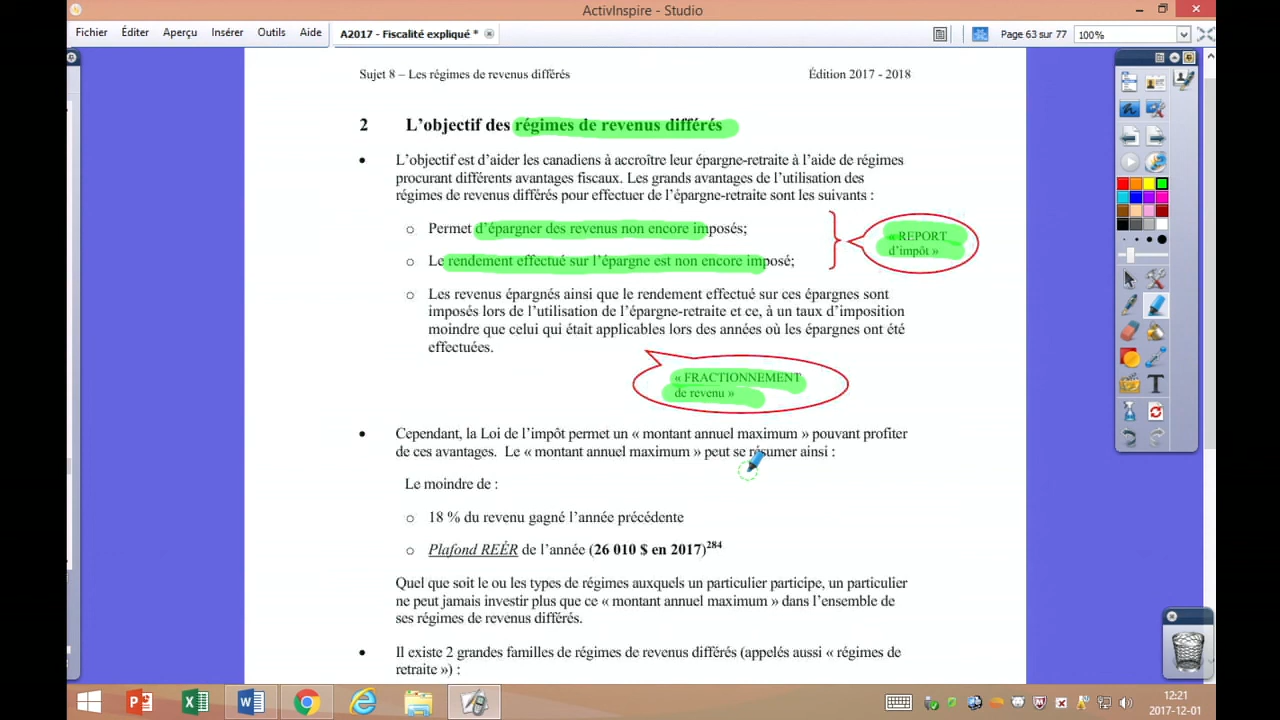 ActivInspire - Studio
Fichier Éditer Aperçu Insérer Outils Aide A2017 - Fiscalité expliqué * Page 63 sur 77 100%
Sujet 8 – Les régimes de revenus différés Édition 2017 - 2018
2 L'objectif des régimes de revenus différés
• L'objectif est d'aider les canadiens à accroître leur épargne-retraite à l'aide de régimes
procurant différents avantages fiscaux. Les grands avantages de l'utilisation des
régimes de revenus différés pour effectuer de l'épargne-retraite sont les suivants :
o Permet d'épargner des revenus non encore imposés;
« REPORT
d'impôt »
o Le rendement effectué sur l'épargne est non encore imposé;
o Les revenus épargnés ainsi que le rendement effectué sur ces épargnes sont
imposés lors de l'utilisation de l'épargne-retraite et ce, à un taux d'imposition
moindre que celui qui était applicables lors des années où les épargnes ont été
effectuées.
« FRACTIONNEMENT
de revenu »
• Cependant, la Loi de l'impôt permet un « montant annuel maximum » pouvant profiter
de ces avantages. Le « montant annuel maximum » peut se résumer ainsi :
Le moindre de :
o 18 % du revenu gagné l'année précédente
o Plafond REÉR de l'année (26 010 $ en 2017)284
Quel que soit le ou les types de régimes auxquels un particulier participe, un particulier
ne peut jamais investir plus que ce « montant annuel maximum » dans l'ensemble de
ses régimes de revenus différés.
• Il existe 2 grandes familles de régimes de revenus différés (appelés aussi « régimes de
retraite ») :
12:21
2017-12-01